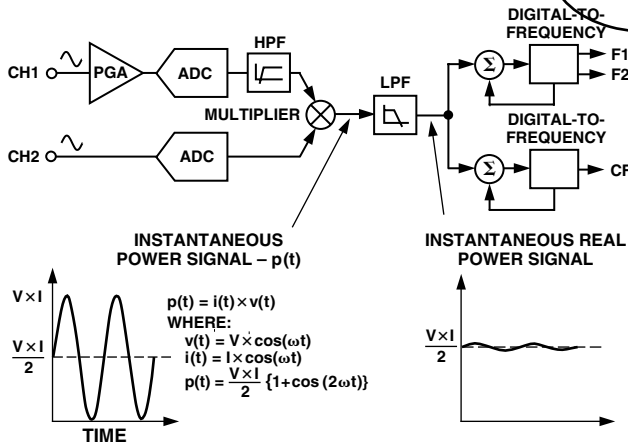 DIGITAL-TO-
FREQUENCY
HPF
LPF
CH1
PGA
ADC
F1
F2
Σ
MULTIPLIER
DIGITAL-TO-
FREQUENCY
CH2
ADC
Σ
CF
INSTANTANEOUS
POWER SIGNAL – p(t)
INSTANTANEOUS REAL
POWER SIGNAL
V×I
V×I
2
TIME
p(t) = i(t)×v(t)
WHERE:
v(t) = V×cos(ωt)
i(t) = I×cos(ωt)
p(t) = V×I/2 {1+cos (2ωt)}
V×I
2